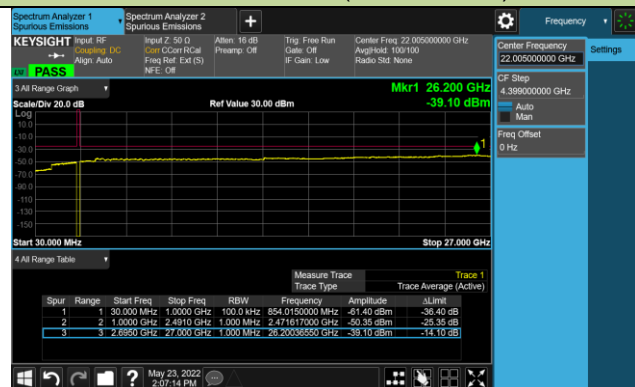 Spectrum Analyzer 1
Spurious Emissions
Spectrum Analyzer 2
Spurious Emissions
Frequency
KEYSIGHT
Input: RF
Coupling: DC
Align: Auto
Input Z: 50 Ω
Corr CCorr RCal
Freq Ref: Ext (S)
NFE: Off
Atten: 16 dB
Preamp: Off
Trig: Free Run
Gate: Off
IF Gain: Low
Center Freq: 22.005000000 GHz
Avg|Hold: 100/100
Radio Std: None
PASS
Center Frequency
22.005000000 GHz
Settings
CF Step
4.399000000 GHz
Auto
Man
Freq Offset
0 Hz
3 All Range Graph
Mkr1 26.200 GHz
Scale/Div 20.0 dB
Ref Value 30.00 dBm
-39.10 dBm
Log
10.0
-10.0
-30.0
-50.0
-70.0
-90.0
-110
-130
-150
1
Start 30.000 MHz
Stop 27.000 GHz
4 All Range Table
Measure Trace Trace 1
Trace Type Trace Average (Active)
Spur Range Start Freq Stop Freq RBW Frequency Amplitude ΔLimit
1 1 30.000 MHz 1.0000 GHz 100.0 kHz 854.0150000 MHz -61.40 dBm -36.40 dB
2 2 1.0000 GHz 2.4910 GHz 1.000 MHz 2.471617000 GHz -50.35 dBm -25.35 dB
3 3 2.6950 GHz 27.000 GHz 1.000 MHz 26.20036550 GHz -39.10 dBm -14.10 dB
May 23, 2022
2:07:14 PM